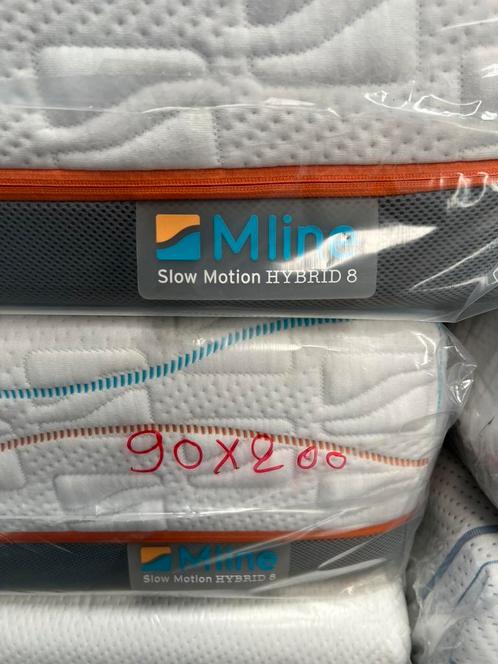 Mline
Slow Motion HYBRID 8
90x200
Mline
Slow Motion HYBRID 8